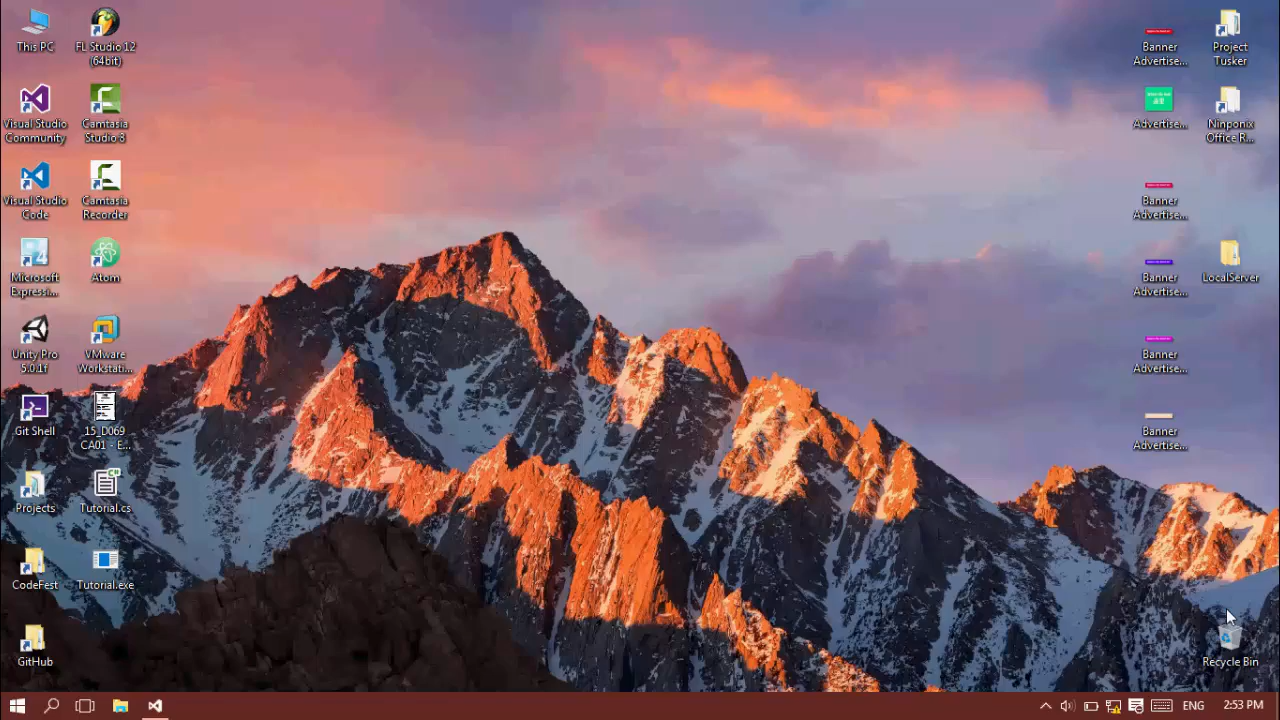 This PC
FL Studio 12
(64bit)
Visual Studio
Community
Camtasia
Studio 8
Visual Studio
Code
Camtasia
Recorder
Microsoft
Expressi...
Atom
Unity Pro
5.0.1f
VMware
Workstati...
Git Shell
15_D069
CA01 - E...
Projects
Tutorial.cs
CodeFest
Tutorial.exe
GitHub
Banner
Advertise...
Project
Tusker
Advertise...
Ninponix
Office R...
Banner
Advertise...
Banner
Advertise...
LocalServer
Banner
Advertise...
Banner
Advertise...
Recycle Bin
ENG
2:53 PM